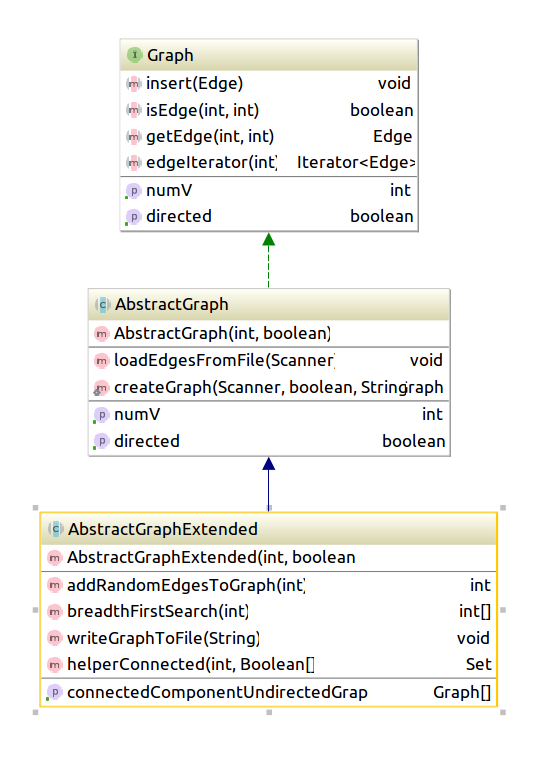 I Graph
m insert(Edge) void
m isEdge(int, int) boolean
m getEdge(int, int) Edge
m edgeIterator(int) Iterator<Edge>
p numV int
p directed boolean
C AbstractGraph
m AbstractGraph(int, boolean)
m loadEdgesFromFile(Scanner) void
m createGraph(Scanner, boolean, String Graph
p numV int
p directed boolean
C AbstractGraphExtended
m AbstractGraphExtended(int, boolean
m addRandomEdgesToGraph(int) int
m breadthFirstSearch(int) int[]
m writeGraphToFile(String) void
m helperConnected(int, Boolean[] Set
p connectedComponentUndirectedGrap Graph[]